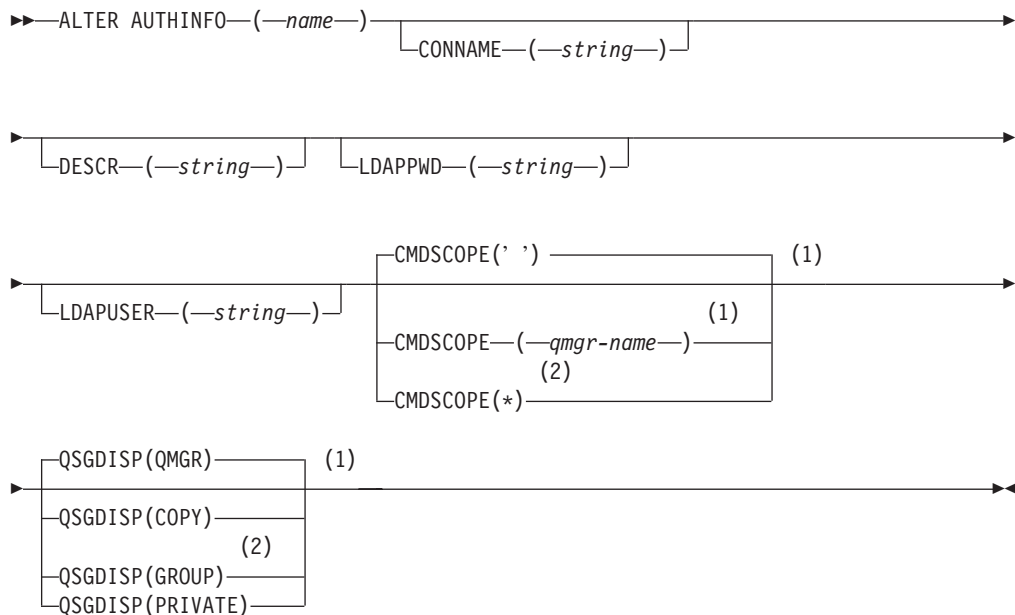 ALTER AUTHINFO ( name )
CONNAME ( string )
DESCR ( string ) LDAPPWD ( string )
CMDSCOPE(' ') (1)
LDAPUSER ( string )
(1)
CMDSCOPE ( qmgr-name )
(2)
CMDSCOPE(*)
QSGDISP(QMGR) (1)
QSGDISP(COPY)
(2)
QSGDISP(GROUP)
QSGDISP(PRIVATE)